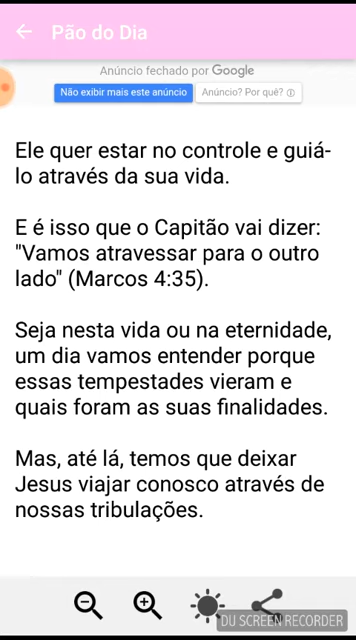 Pão do Dia
Anúncio fechado por Google
Não exibir mais este anúncio
Anúncio? Por quê?
Ele quer estar no controle e guiá-
lo através da sua vida.
E é isso que o Capitão vai dizer:
"Vamos atravessar para o outro
lado" (Marcos 4:35).
Seja nesta vida ou na eternidade,
um dia vamos entender porque
essas tempestades vieram e
quais foram as suas finalidades.
Mas, até lá, temos que deixar
Jesus viajar conosco através de
nossas tribulações.
DU SCREEN RECORDER